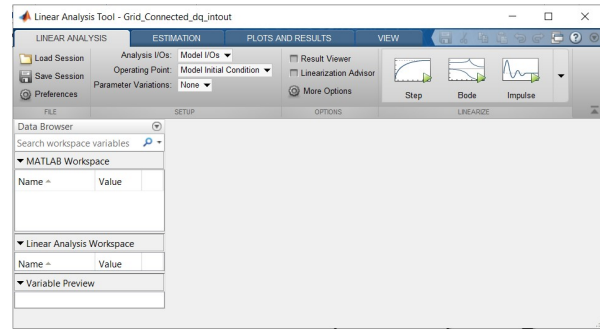 Linear Analysis Tool - Grid_Connected_dq_intout
LINEAR ANALYSIS ESTIMATION PLOTS AND RESULTS VIEW
Load Session
Save Session
Preferences
FILE
Analysis I/Os: Model I/Os
Operating Point: Model Initial Condition
Parameter Variations: None
SETUP
Result Viewer
Linearization Advisor
More Options
OPTIONS
Step Bode Impulse
LINEARIZE
Data Browser
Search workspace variables
MATLAB Workspace
Name Value
Linear Analysis Workspace
Name Value
Variable Preview